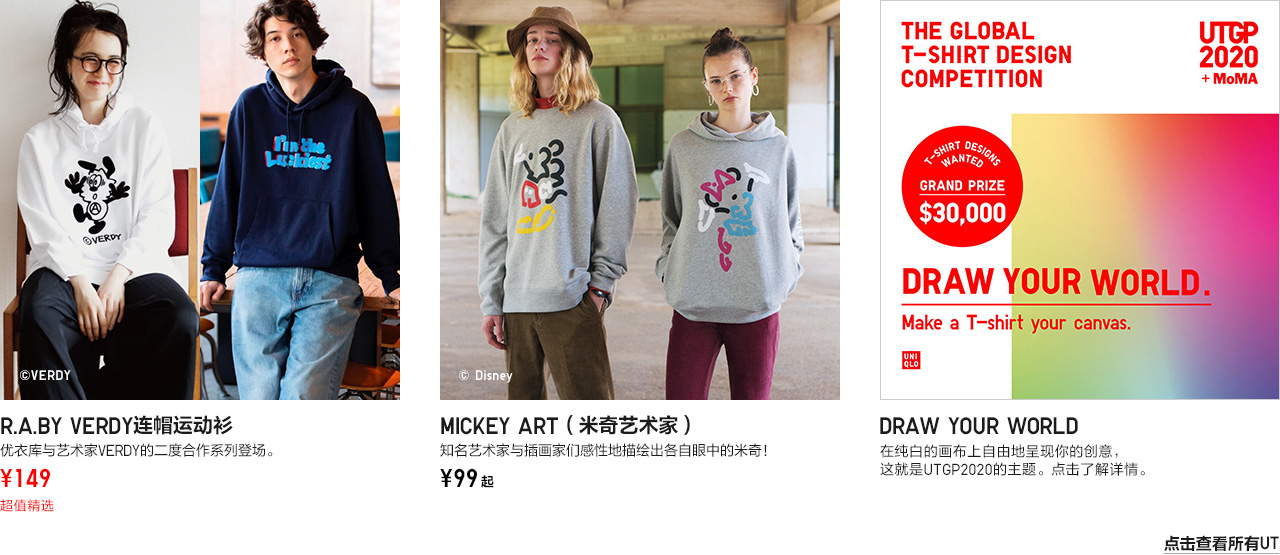 I'm the
Luckiest
©VERDY
©VERDY
R.A.BY VERDY连帽运动衫
优衣库与艺术家VERDY的二度合作系列登场。
¥149
超值精选
© Disney
MICKEY ART（米奇艺术家）
知名艺术家与插画家们感性地描绘出各自眼中的米奇！
¥99起
THE GLOBAL
T-SHIRT DESIGN
COMPETITION
UTGP
2020
+ MoMA
T-SHIRT DESIGNS
WANTED
GRAND PRIZE
$30,000
DRAW YOUR WORLD.
Make a T-shirt your canvas.
UNI
QLO
DRAW YOUR WORLD
在纯白的画布上自由地呈现你的创意，
这就是UTGP2020的主题。点击了解详情。
点击查看所有UT